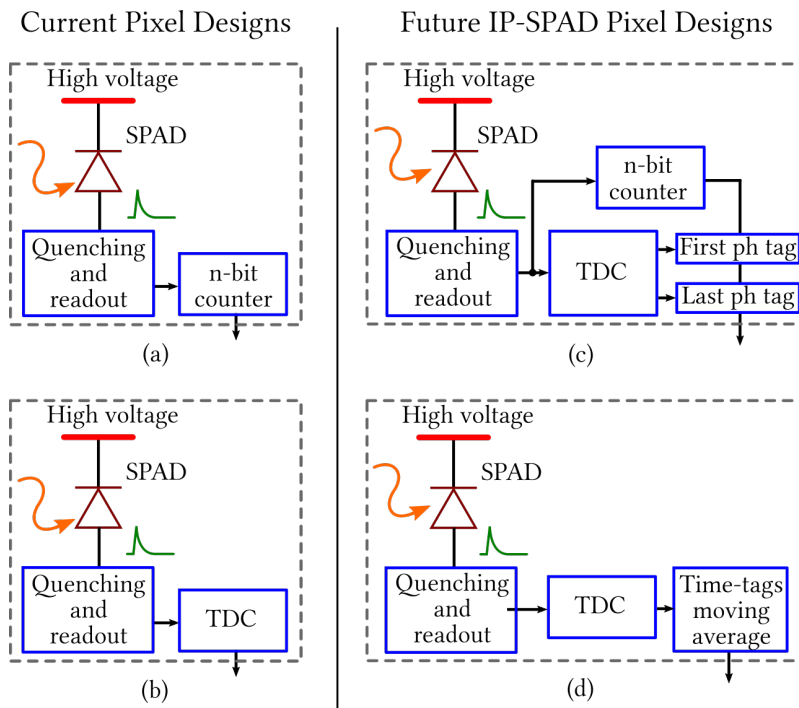 Current Pixel Designs
High voltage
SPAD
Quenching
and
readout
n-bit
counter
(a)
High voltage
SPAD
Quenching
and
readout
TDC
(b)
Future IP-SPAD Pixel Designs
High voltage
SPAD
Quenching
and
readout
TDC
n-bit
counter
First ph tag
Last ph tag
(c)
High voltage
SPAD
Quenching
and
readout
TDC
Time-tags
moving
average
(d)